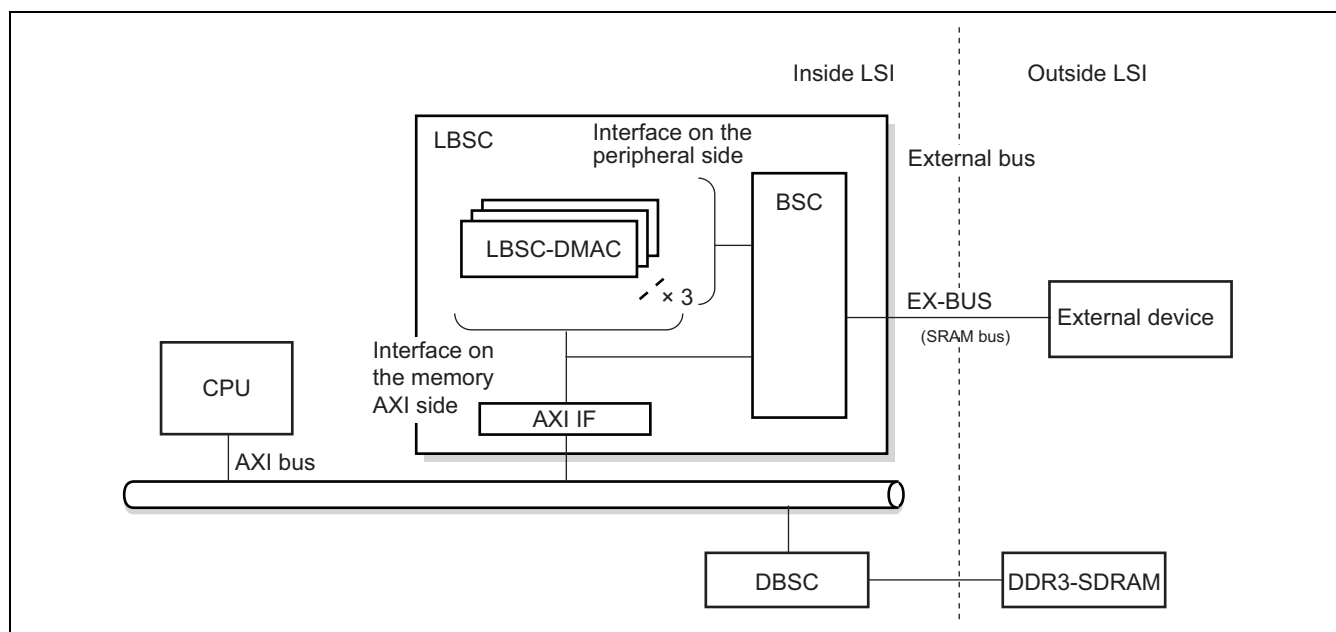 Inside LSI
Outside LSI
LBSC
Interface on the
peripheral side
External bus
BSC
LBSC-DMAC
× 3
EX-BUS
(SRAM bus)
External device
Interface on
the memory
AXI side
CPU
AXI IF
AXI bus
DBSC
DDR3-SDRAM